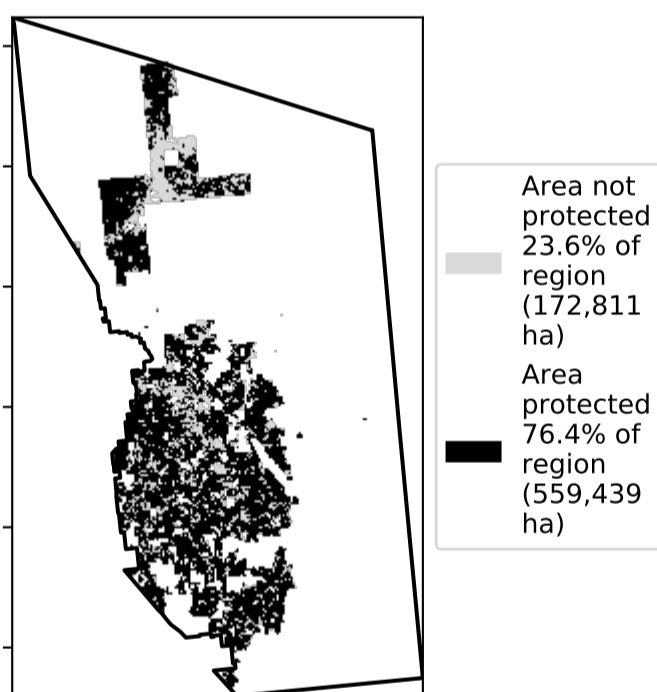 Area not
protected
23.6% of
region
(172,811
ha)
Area
protected
76.4% of
region
(559,439
ha)